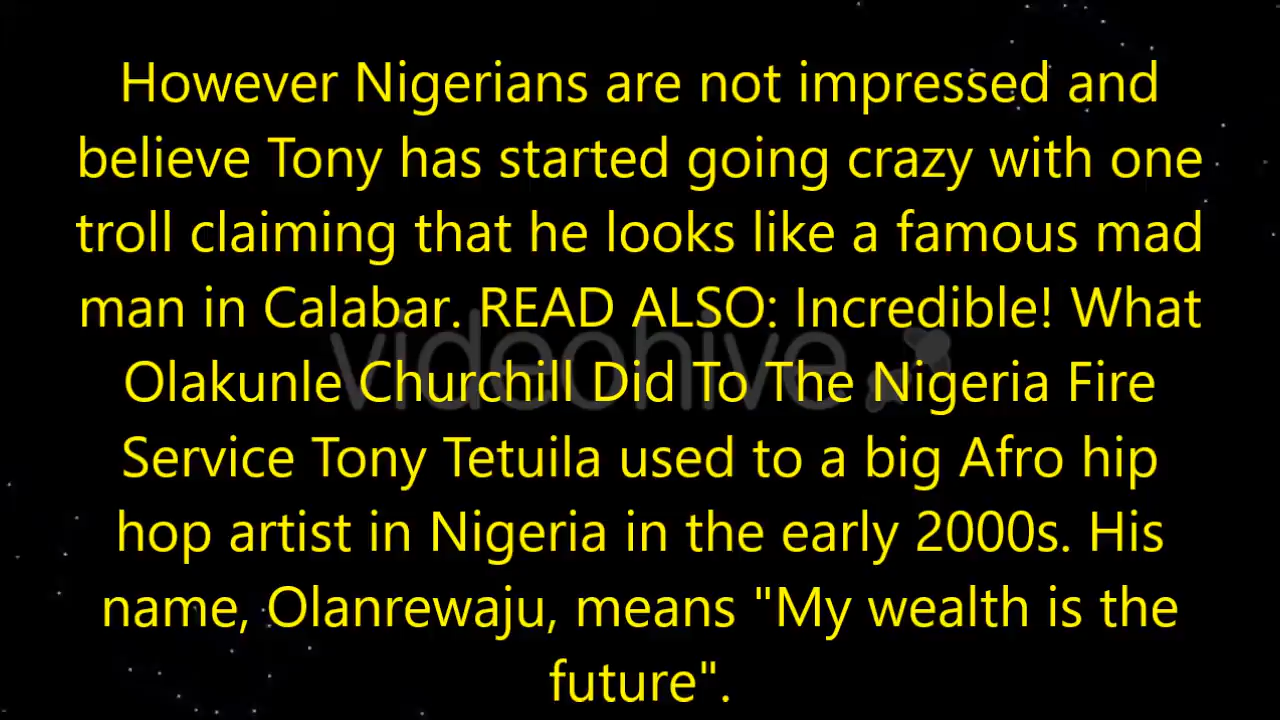 However Nigerians are not impressed and
believe Tony has started going crazy with one
troll claiming that he looks like a famous mad
man in Calabar. READ ALSO: Incredible! What
videohive
Olakunle Churchill Did To The Nigeria Fire
Service Tony Tetuila used to a big Afro hip
hop artist in Nigeria in the early 2000s. His
name, Olanrewaju, means "My wealth is the
future".